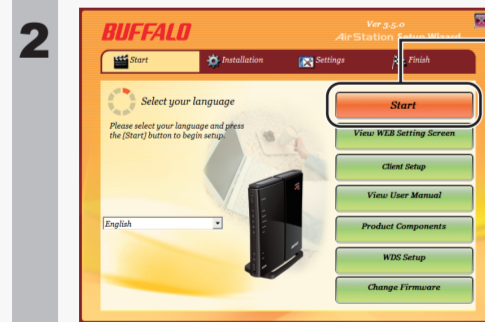 2
BUFFALO
Ver 3.5.0
AirStation Setup Wizard
Start
Installation
Settings
Finish
Select your language
Please select your language and press
the [Start] button to begin setup.
English
Start
View WEB Setting Screen
Client Setup
View User Manual
Product Components
WDS Setup
Change Firmware